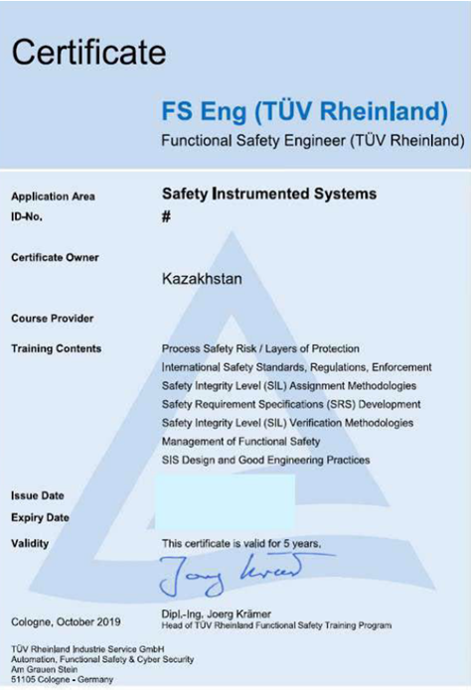 Certificate
FS Eng (TÜV Rheinland)
Functional Safety Engineer (TÜV Rheinland)
Application Area Safety Instrumented Systems
ID-No. #
Certificate Owner
Kazakhstan
Course Provider
Training Contents Process Safety Risk / Layers of Protection
International Safety Standards, Regulations, Enforcement
Safety Integrity Level (SIL) Assignment Methodologies
Safety Requirement Specifications (SRS) Development
Safety Integrity Level (SIL) Verification Methodologies
Management of Functional Safety
SIS Design and Good Engineering Practices
Issue Date
Expiry Date
Validity This certificate is valid for 5 years.
Cologne, October 2019 Dipl.-Ing. Joerg Krämer
Head of TÜV Rheinland Functional Safety Training Program
TÜV Rheinland Industrie Service GmbH
Automation, Functional Safety & Cyber Security
Am Grauen Stein
51105 Cologne - Germany